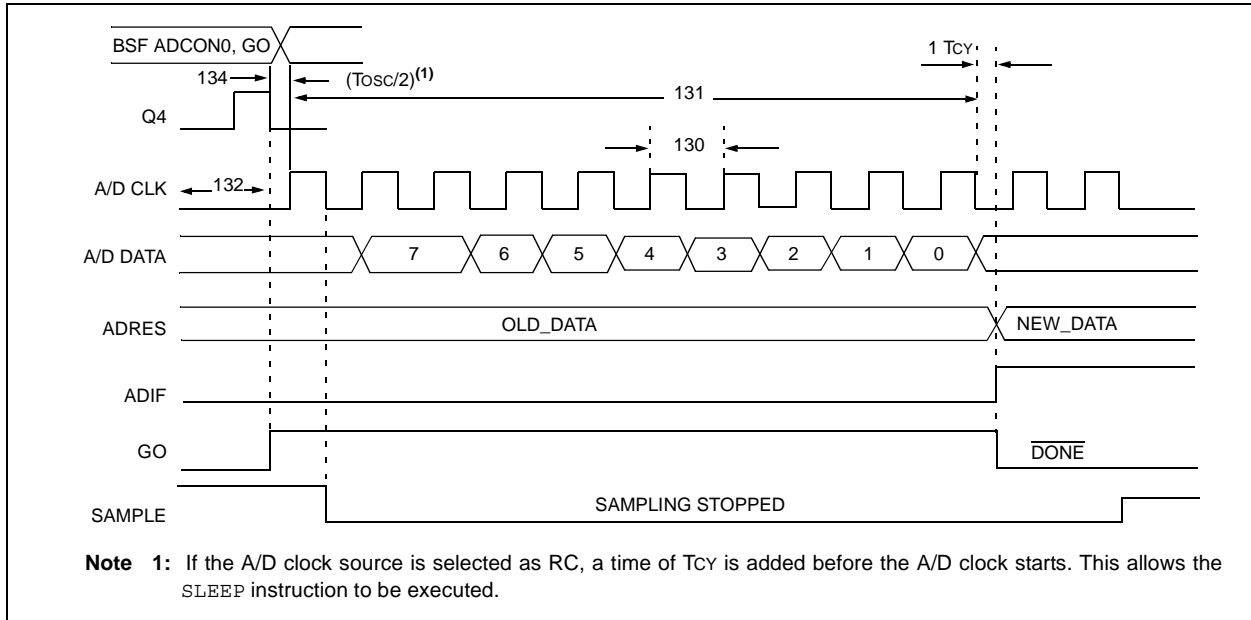 BSF ADCON0, GO
1 TCY
134
(TOSC/2)(1)
131
Q4
130
A/D CLK
132
A/D DATA
7
6
5
4
3
2
1
0
ADRES
OLD_DATA
NEW_DATA
ADIF
GO
DONE
SAMPLE
SAMPLING STOPPED
Note 1: If the A/D clock source is selected as RC, a time of TCY is added before the A/D clock starts. This allows the
SLEEP instruction to be executed.